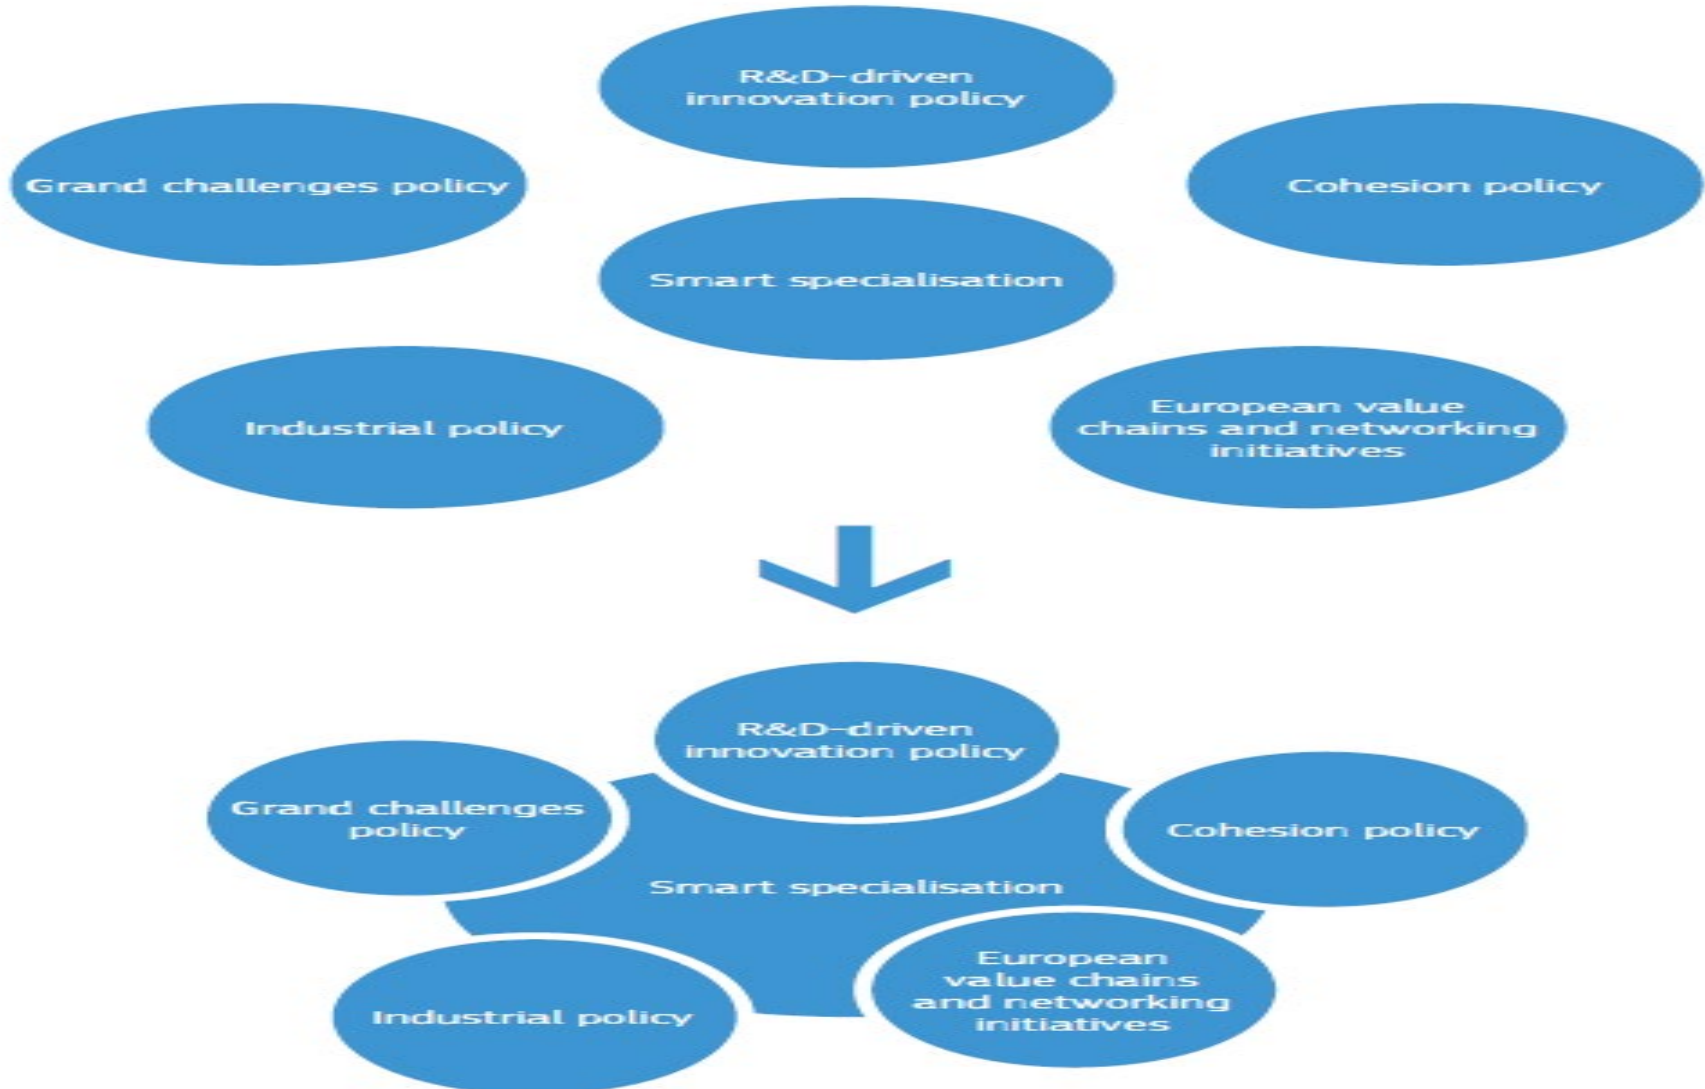 R&D-driven
innovation policy
Grand challenges policy
Cohesion policy
Smart specialisation
Industrial policy
European value
chains and networking
initiatives
R&D-driven
innovation policy
Grand challenges
policy
Cohesion policy
Smart specialisation
European
value chains
and networking
initiatives
Industrial policy